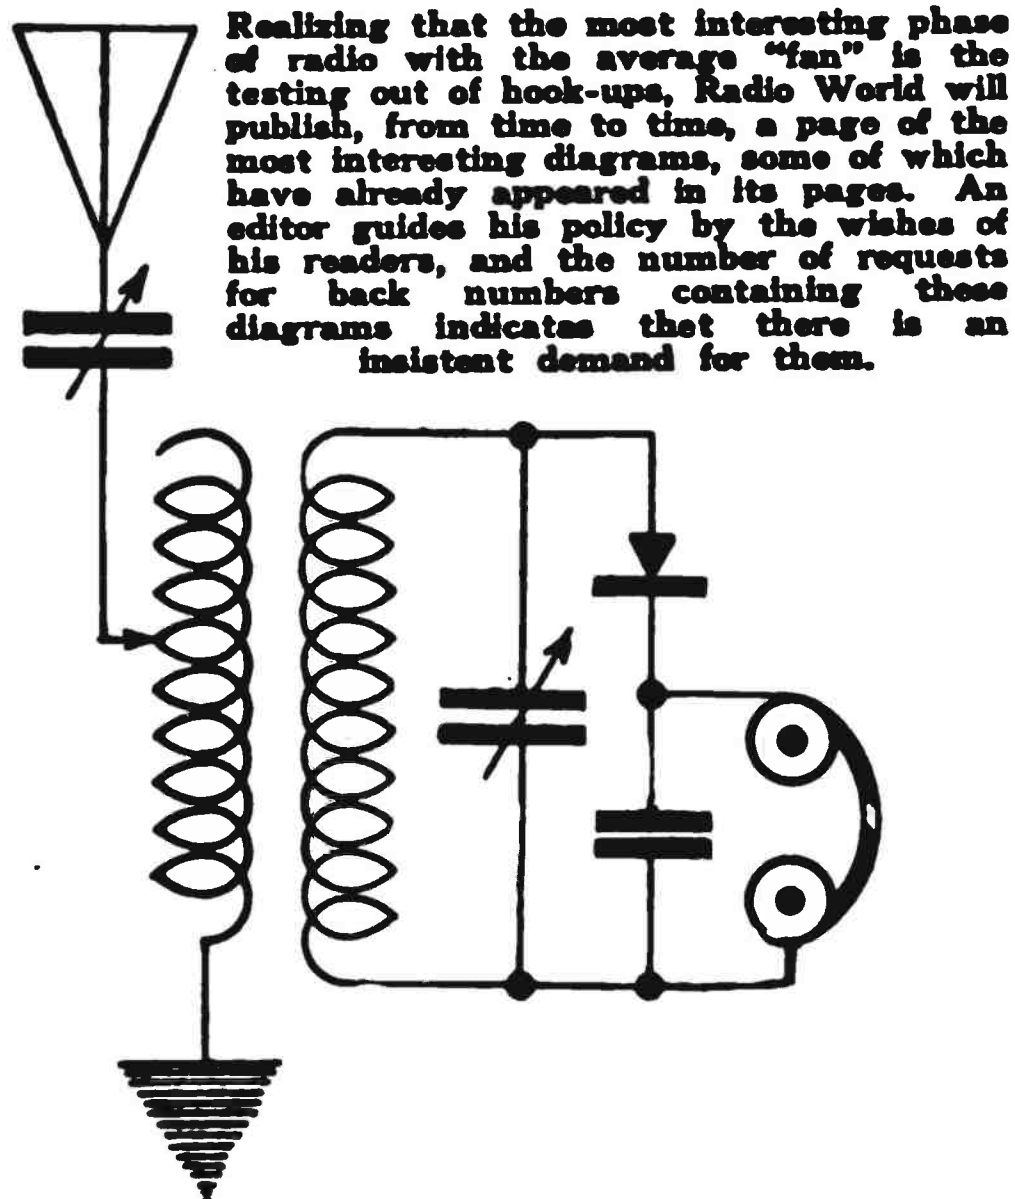 Realizing that the most interesting phase
of radio with the average “fan” is the
testing out of hook-ups, Radio World will
publish, from time to time, a page of the
most interesting diagrams, some of which
have already appeared in its pages. An
editor guides his policy by the wishes of
his readers, and the number of requests
for back numbers containing these
diagrams indicates thet there is an
insistent demand for them.